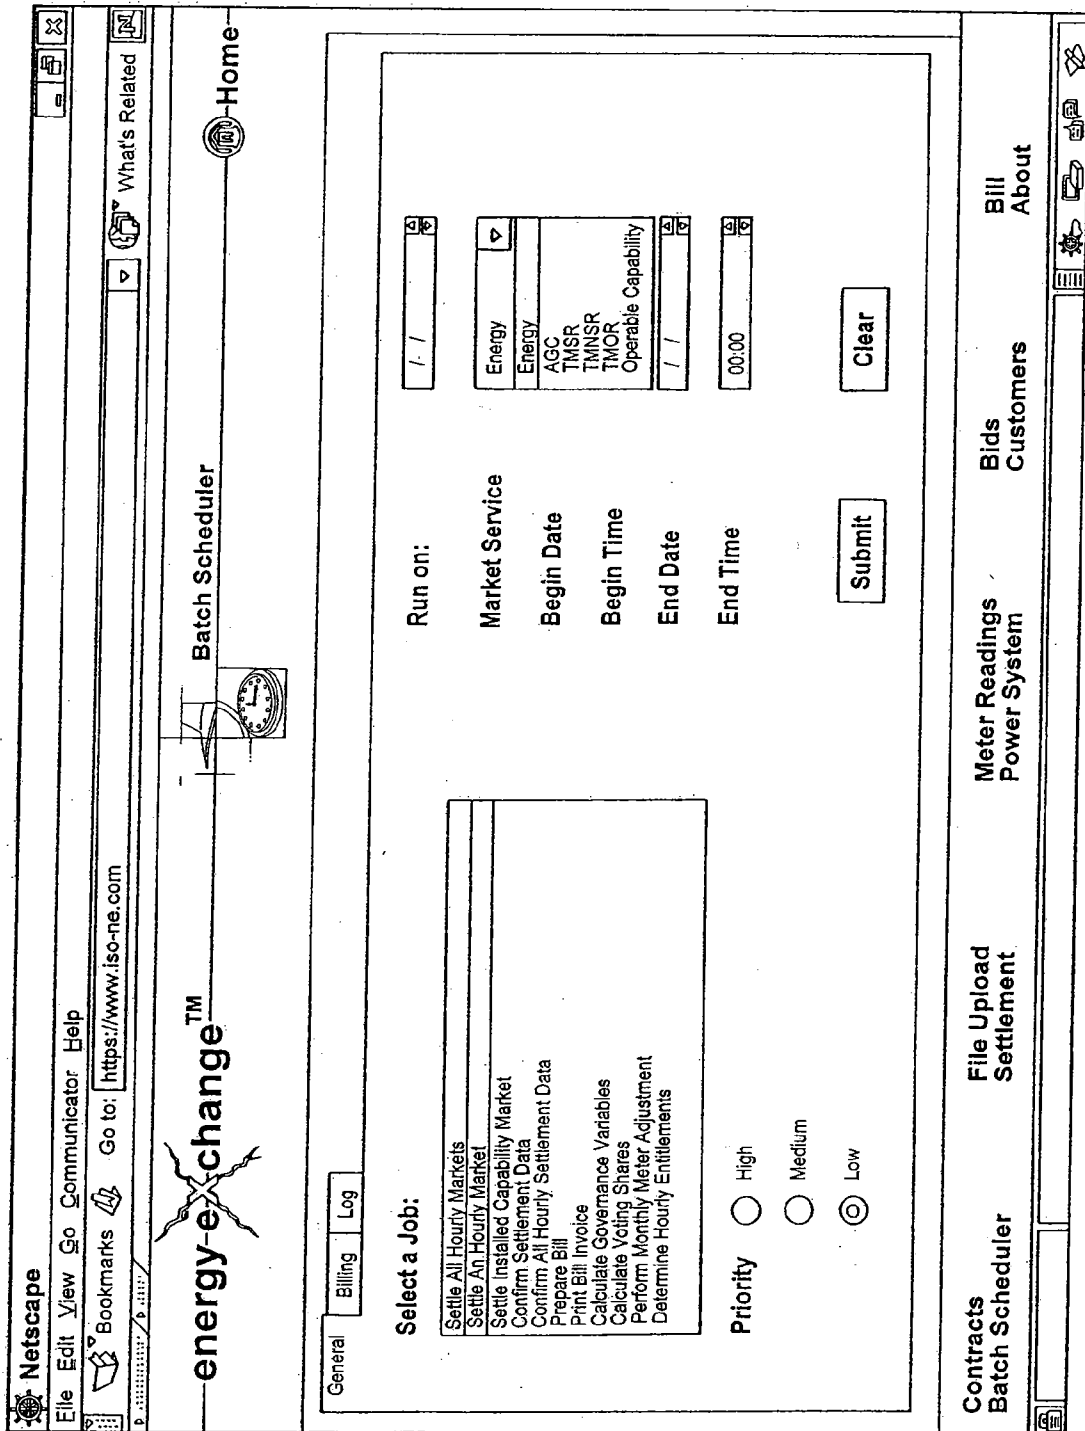 Netscape
File Edit View Go Communicator Help
Bookmarks Go to: https://www.iso-ne.com What's Related N
energy-e-xchange™
Batch Scheduler
Home
General Billing Log
Select a Job:
Settle All Hourly Markets
Settle An Hourly Market
Settle Installed Capability Market
Confirm Settlement Data
Confirm All Hourly Settlement Data
Prepare Bill
Print Bill Invoice
Calculate Governance Variables
Calculate Voting Shares
Perform Monthly Meter Adjustment
Determine Hourly Entitlements
Priority
High
Medium
Low
Run on: / /
Market Service Energy
Energy
AGC
TMSR
TMNSR
TMOR
Operable Capability
Begin Date
Begin Time
End Date / /
End Time 00:00
Submit Clear
Contracts File Upload Meter Readings Bids Bill
Batch Scheduler Settlement Power System Customers About